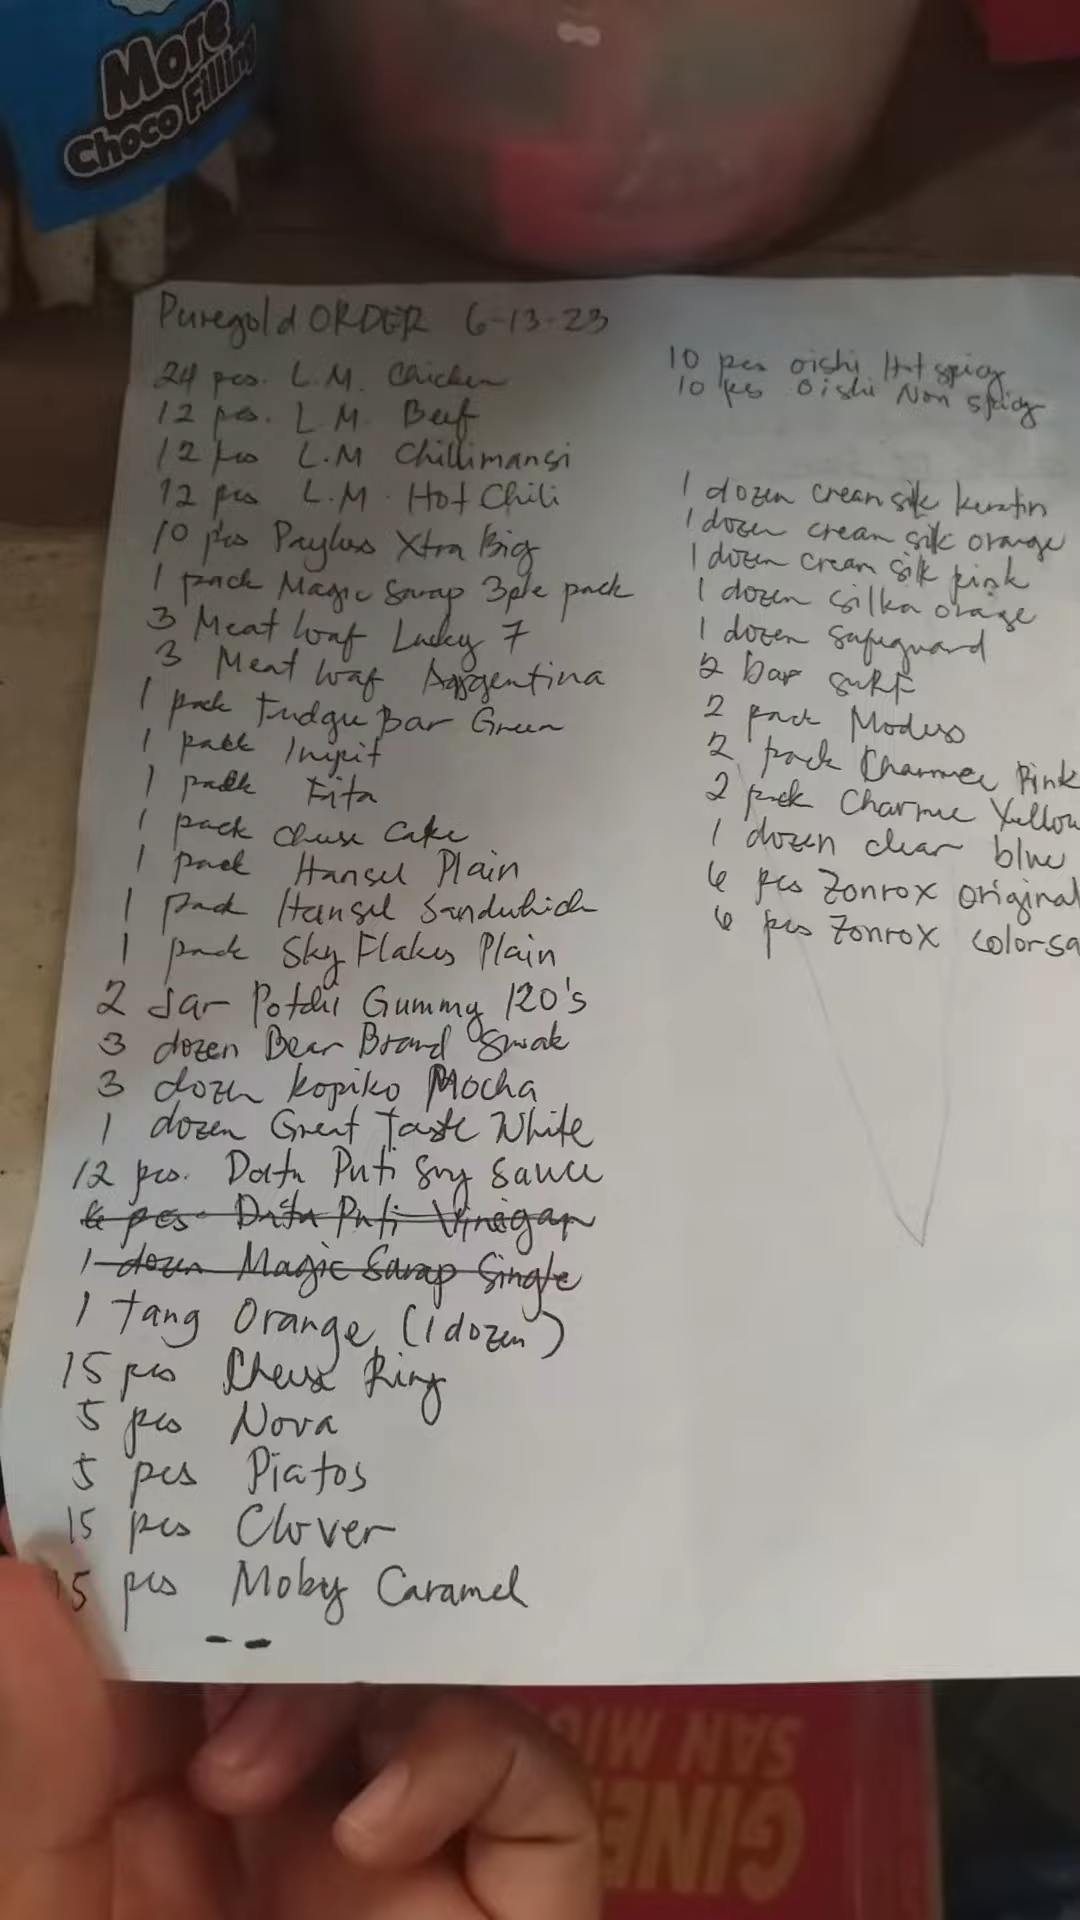 More
Choco Filling
Puregold ORDER 6-13-23
24 pcs. L.M. Chicken
12 pcs. L.M. Beef
12 pcs L.M Chillimansi
12 pcs L.M. Hot Chili
10 pcs Payless Xtra Big
1 pack Magic Sarap 3ple pack
3 Meat loaf Lucky 7
3 Meat loaf Argentina
1 pack Fudgee Bar Green
1 pack Inipit
1 pack Fita
1 pack Cheese Cake
1 pack Hansel Plain
1 pack Hansel Sandwhich
1 pack Sky Flakes Plain
2 Jar Potchi Gummy 120's
3 dozen Bear Brand Swak
3 dozen Kopiko Mocha
1 dozen Great Taste White
12 pcs. Datu Puti Soy Sauce
6 pcs. Datu Puti Vinegar
1 dozen Magic Sarap Single
1 Tang Orange (1 dozen)
15 pcs Cheese Ring
5 pcs Nova
5 pcs Piatos
15 pcs Clover
15 pcs Moby Caramel
10 pcs oishi Hot spicy
10 pcs Oishi Non spicy
1 dozen cream silk keratin
1 dozen cream silk orange
1 dozen cream silk pink
1 dozen silka orange
1 dozen safeguard
2 bar surf
2 pack Modess
2 pack Charmee Pink
2 pack Charmee Yellow
1 dozen clear blue
6 pcs Zonrox original
6 pcs Zonrox colorsa
SAN MIG
GINE